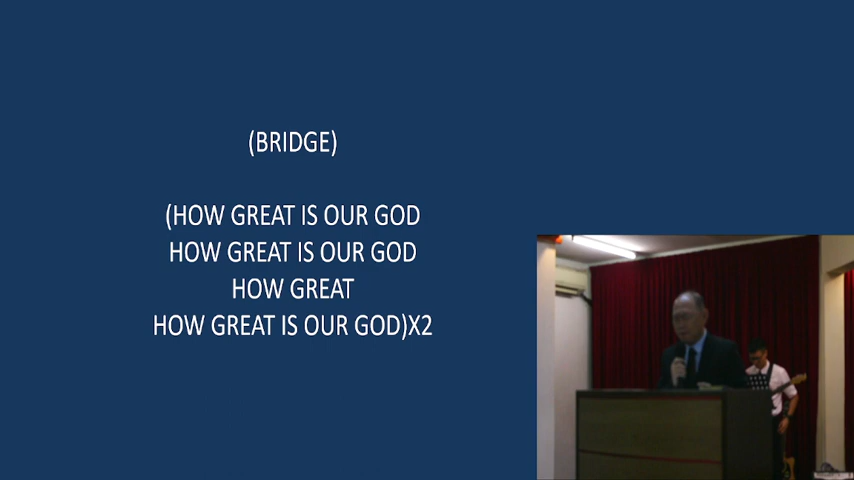 (BRIDGE)
(HOW GREAT IS OUR GOD
HOW GREAT IS OUR GOD
HOW GREAT
HOW GREAT IS OUR GOD)X2